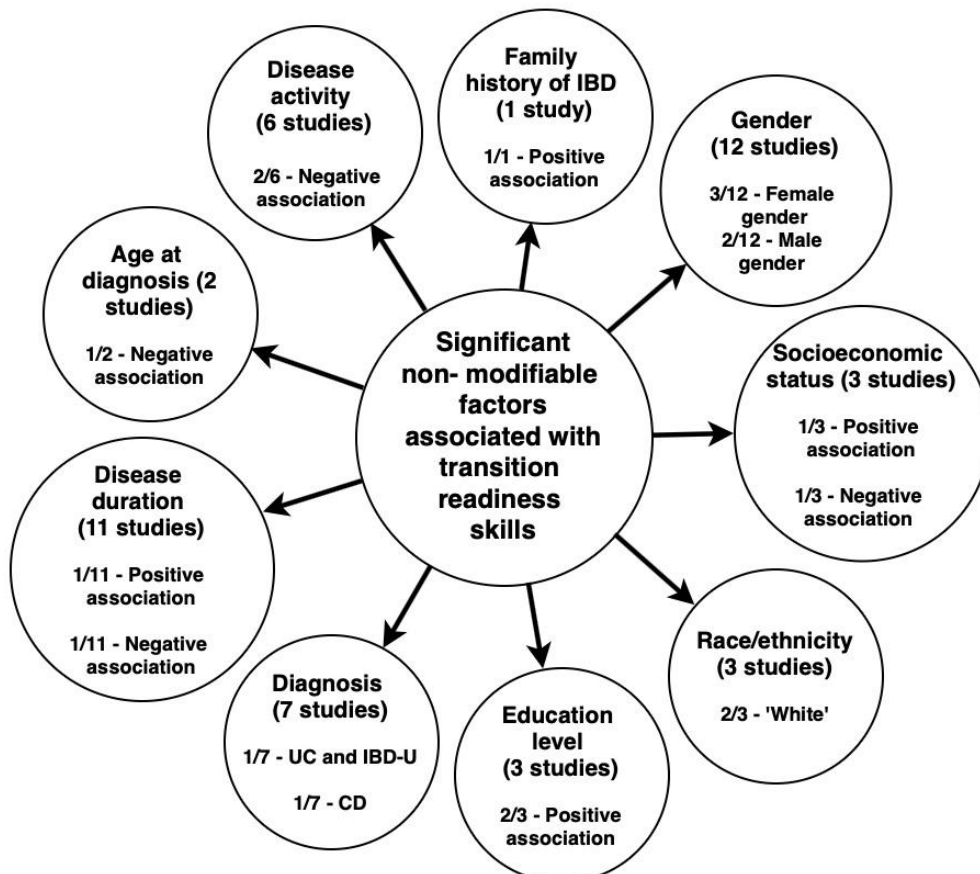 Disease
activity
(6 studies)
2/6 - Negative
association
Family
history of IBD
(1 study)
1/1 - Positive
association
Gender
(12 studies)
3/12 - Female
gender
2/12 - Male
gender
Age at
diagnosis (2
studies)
1/2 - Negative
association
Significant
non- modifiable
factors
associated with
transition
readiness
skills
Socioeconomic
status (3 studies)
1/3 - Positive
association
1/3 - Negative
association
Disease
duration
(11 studies)
1/11 - Positive
association
1/11 - Negative
association
Race/ethnicity
(3 studies)
2/3 - 'White'
Diagnosis
(7 studies)
1/7 - UC and IBD-U
1/7 - CD
Education
level
(3 studies)
2/3 - Positive
association